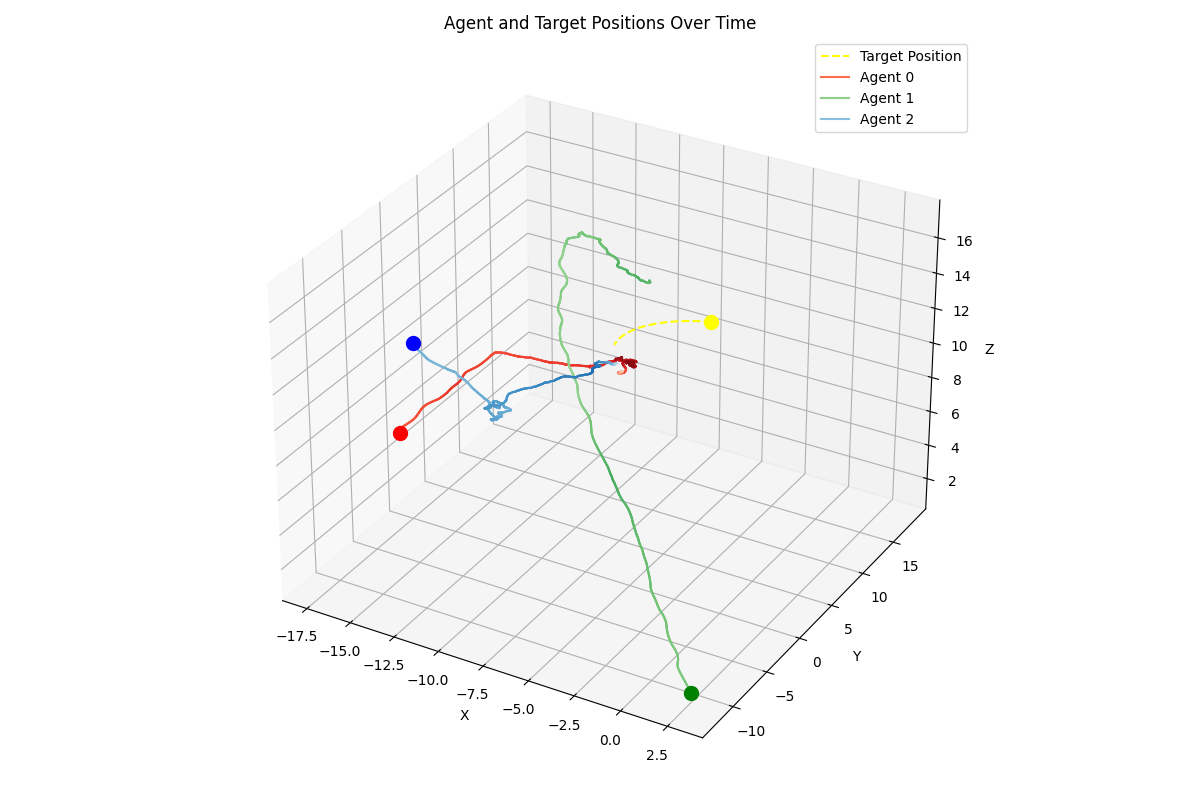 Agent and Target Positions Over Time
Target Position
Agent 0
Agent 1
Agent 2
16
14
12
10
8
6
4
2
Z
15
10
5
0
−5
−10
Y
−17.5
−15.0
−12.5
−10.0
−7.5
−5.0
−2.5
0.0
2.5
X